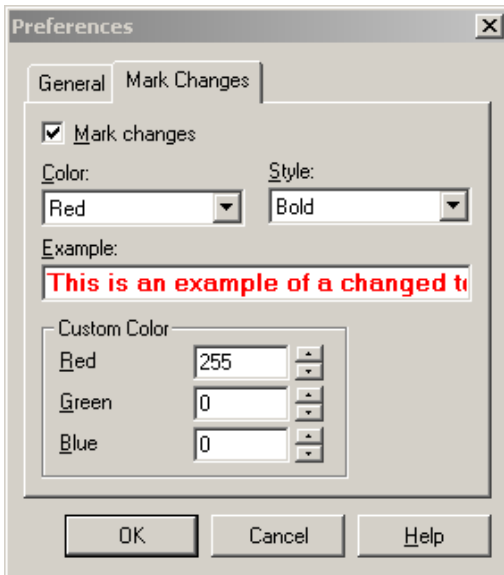 Preferences
General Mark Changes
Mark changes
Color: Style:
Red Bold
Example:
This is an example of a changed te
Custom Color
Red 255
Green 0
Blue 0
OK Cancel Help